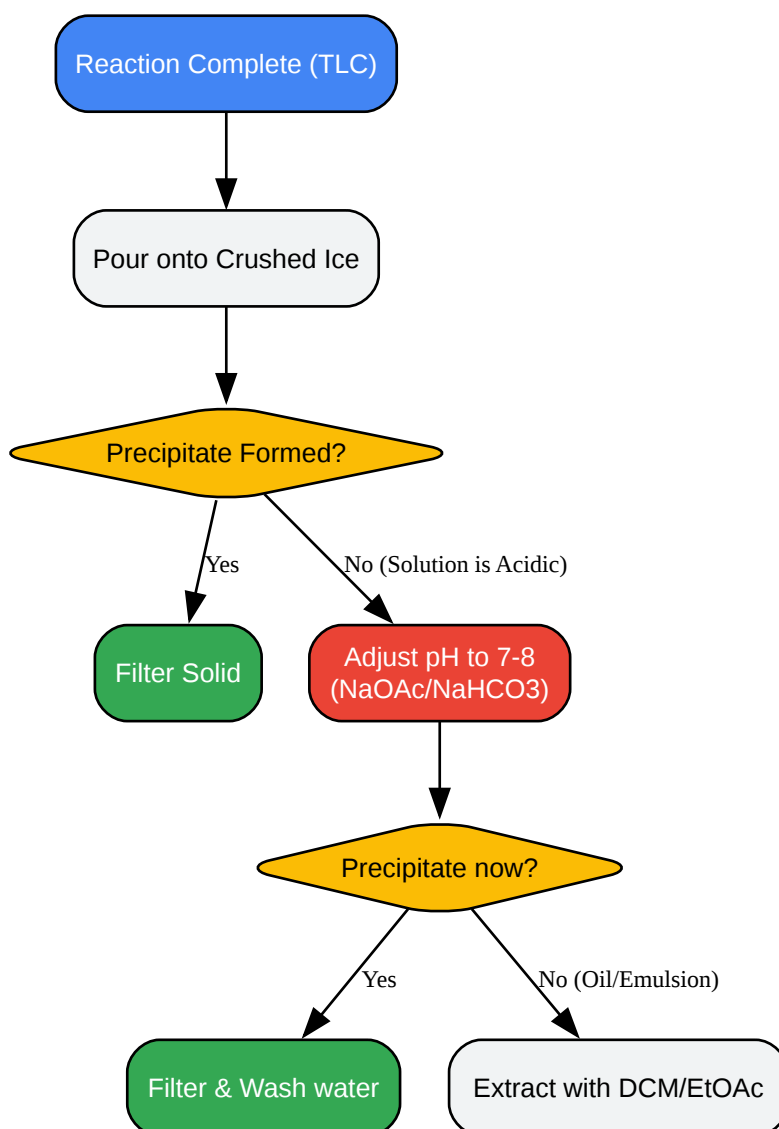 Reaction Complete (TLC)
Pour onto Crushed Ice
Precipitate Formed?
Yes
No (Solution is Acidic)
Filter Solid
Adjust pH to 7-8
(NaOAc/NaHCO3)
Precipitate now?
Yes
No (Oil/Emulsion)
Filter & Wash water
Extract with DCM/EtOAc